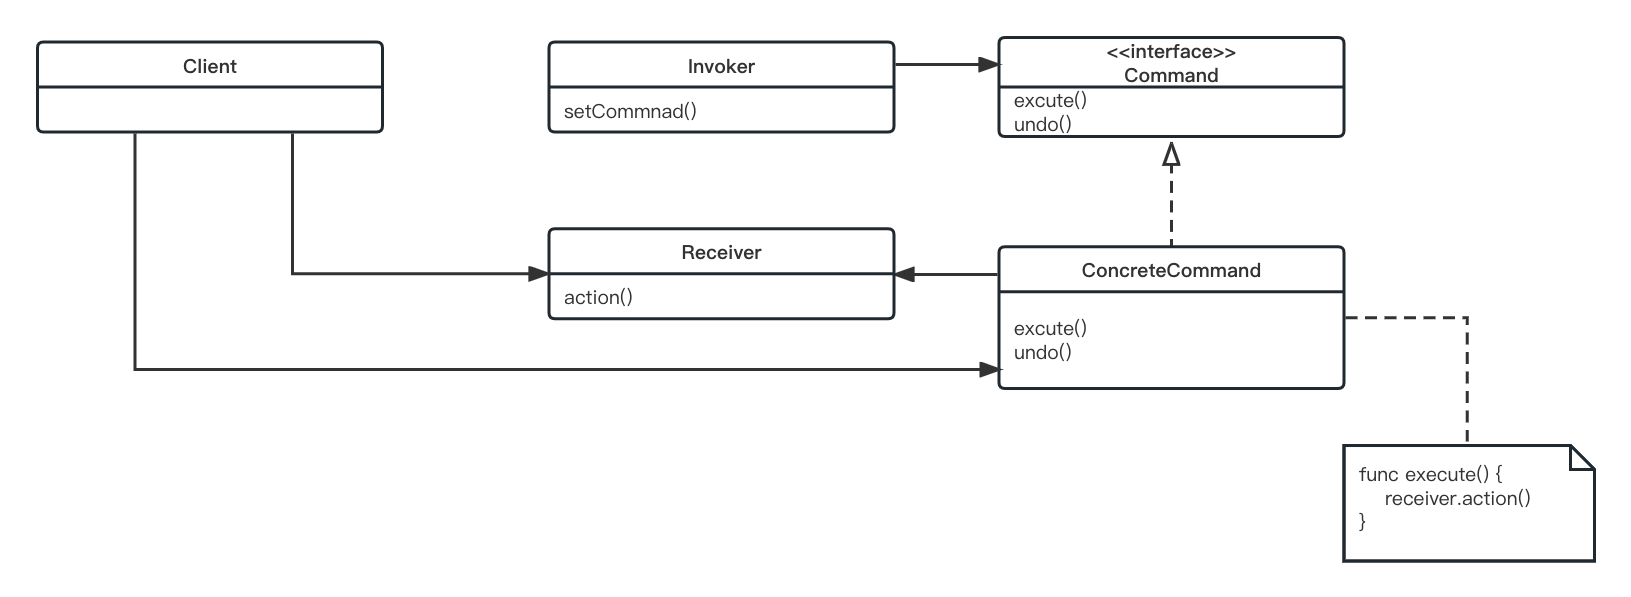 Client
Invoker
setCommnad()
<<interface>>
Command
excute()
undo()
Receiver
action()
ConcreteCommand
excute()
undo()
func execute() {
receiver.action()
}